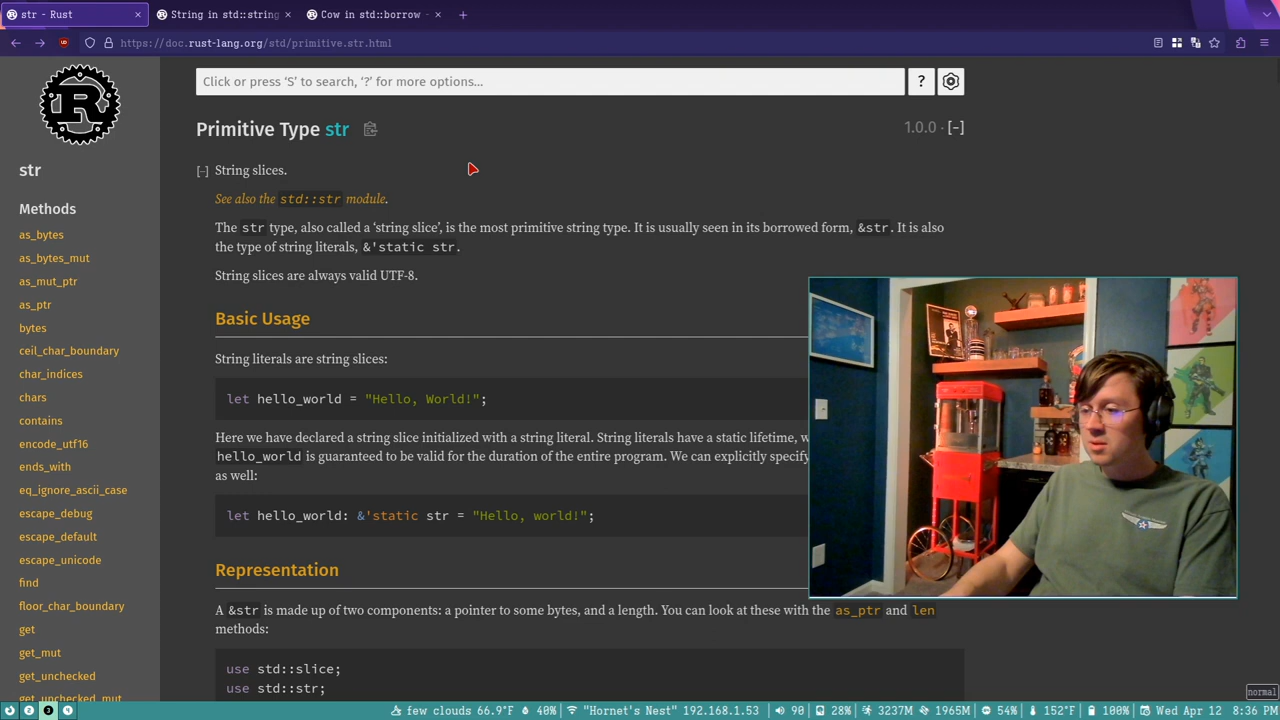 str - Rust
String in std::string
Cow in std::borrow -
https://doc.rust-lang.org/std/primitive.str.html
Click or press ‘S’ to search, ‘?’ for more options…
?
str
Methods
as_bytes
as_bytes_mut
as_mut_ptr
as_ptr
bytes
ceil_char_boundary
char_indices
chars
contains
encode_utf16
ends_with
eq_ignore_ascii_case
escape_debug
escape_default
escape_unicode
find
floor_char_boundary
get
get_mut
get_unchecked
get_unchecked_mut
Primitive Type str
1.0.0 · [−]
[−] String slices.
See also the std::str module.
The str type, also called a ‘string slice’, is the most primitive string type. It is usually seen in its borrowed form, &str. It is also
the type of string literals, &'static str.
String slices are always valid UTF-8.
Basic Usage
String literals are string slices:
let hello_world = "Hello, World!";
Here we have declared a string slice initialized with a string literal. String literals have a static lifetime, w
hello_world is guaranteed to be valid for the duration of the entire program. We can explicitly specify
as well:
let hello_world: &'static str = "Hello, world!";
Representation
A &str is made up of two components: a pointer to some bytes, and a length. You can look at these with the as_ptr and len
methods:
use std::slice;
use std::str;
normal
2 3 4
few clouds 66.9°F 40% "Hornet's Nest" 192.168.1.53 90 28% 3237M 1965M 54% 152°F 100% Wed Apr 12 8:36 PM